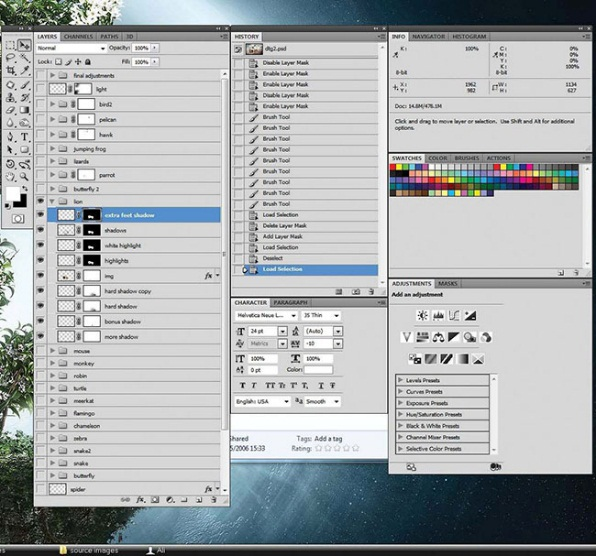 LAYERS CHANNELS PATHS 3D
Normal Opacity: 100%
Lock: Fill: 100%
final adjustments
light
bird2
pelican
hawk
jumping frog
lizards
parrot
butterfly 2
lion
extra foot shadow
shadows
white highlight
highlights
img fx
hard shadow copy
hard shadow
bonus shadow
more shadow
mouse
monkey
robin
turtle
meerkat
flamingo
chameleon
zebra
snake2
snake
butterfly
spider fx
HISTORY
dtg2.psd
Disable Layer Mask
Enable Layer Mask
Enable Layer Mask
Disable Layer Mask
Enable Layer Mask
Brush Tool
Brush Tool
Brush Tool
Brush Tool
Brush Tool
Brush Tool
Brush Tool
Brush Tool
Brush Tool
Load Selection
Delete Layer Mask
Add Layer Mask
Load Selection
Deselect
Load Selection
CHARACTER PARAGRAPH
Helvetica Neue L... 35 Thin
24 pt (Auto)
Metrics -10
100% 100%
0 pt Color:
English: USA Smooth
Shared Tags: Add a tag
5/2006 15:33 Rating:
INFO NAVIGATOR HISTOGRAM
K: 100% C: 0%
M: 0%
Y: 0%
K: 100%
8-bit 8-bit
X: 1962 W: 1134
Y: 982 H: 627
Doc: 14.8M/476.1M
Click and drag to move layer or selection. Use Shift and Alt for additional
options.
SWATCHES COLOR BRUSHES ACTIONS
ADJUSTMENTS MASKS
Add an adjustment
Levels Presets
Curves Presets
Exposure Presets
Hue/Saturation Presets
Black & White Presets
Channel Mixer Presets
Selective Color Presets
es source images Ali